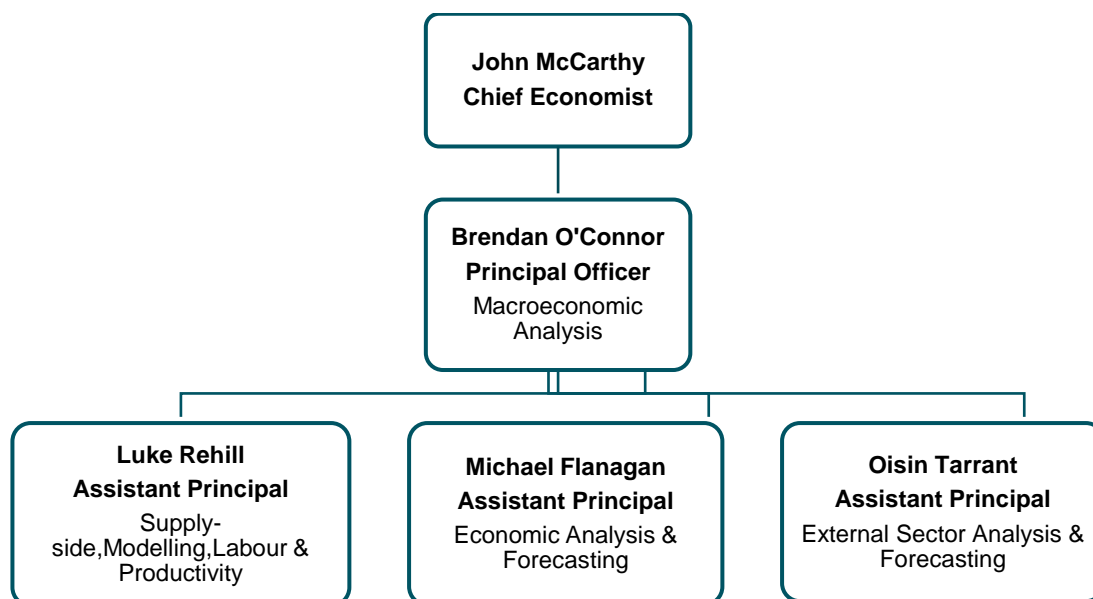 John McCarthy
Chief Economist
Brendan O'Connor
Principal Officer
Macroeconomic
Analysis
Luke Rehill
Assistant Principal
Supply-
side,Modelling,Labour &
Productivity
Michael Flanagan
Assistant Principal
Economic Analysis &
Forecasting
Oisin Tarrant
Assistant Principal
External Sector Analysis &
Forecasting